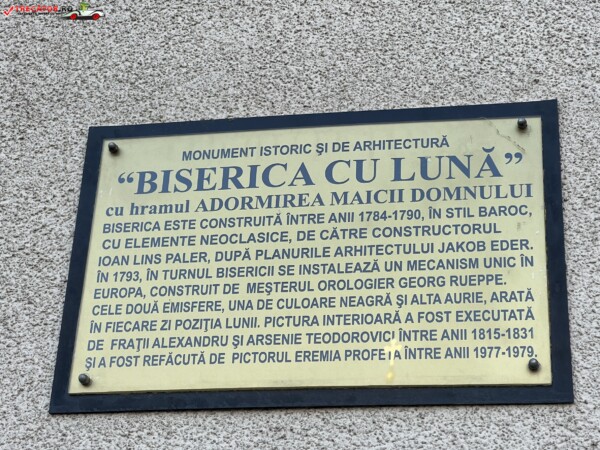 MONUMENT ISTORIC ŞI DE ARHITECTURĂ
“BISERICA CU LUNĂ”
cu hramul ADORMIREA MAICII DOMNULUI
BISERICA ESTE CONSTRUITĂ ÎNTRE ANII 1784-1790, ÎN STIL BAROC,
CU ELEMENTE NEOCLASICE, DE CĂTRE CONSTRUCTORUL
IOAN LINS PALER, DUPĂ PLANURILE ARHITECTULUI JAKOB EDER.
ÎN 1793, ÎN TURNUL BISERICII SE INSTALEAZĂ UN MECANISM UNIC ÎN
EUROPA, CONSTRUIT DE MEŞTERUL OROLOGIER GEORG RUEPPE.
CELE DOUĂ EMISFERE, UNA DE CULOARE NEAGRĂ ŞI ALTA AURIE, ARATĂ
ÎN FIECARE ZI POZIŢIA LUNII. PICTURA INTERIOARĂ A FOST EXECUTATĂ
DE FRAŢII ALEXANDRU ŞI ARSENIE TEODOROVICI ÎNTRE ANII 1815-1831
ŞI A FOST REFĂCUTĂ DE PICTORUL EREMIA PROFEŢA ÎNTRE ANII 1977-1979.